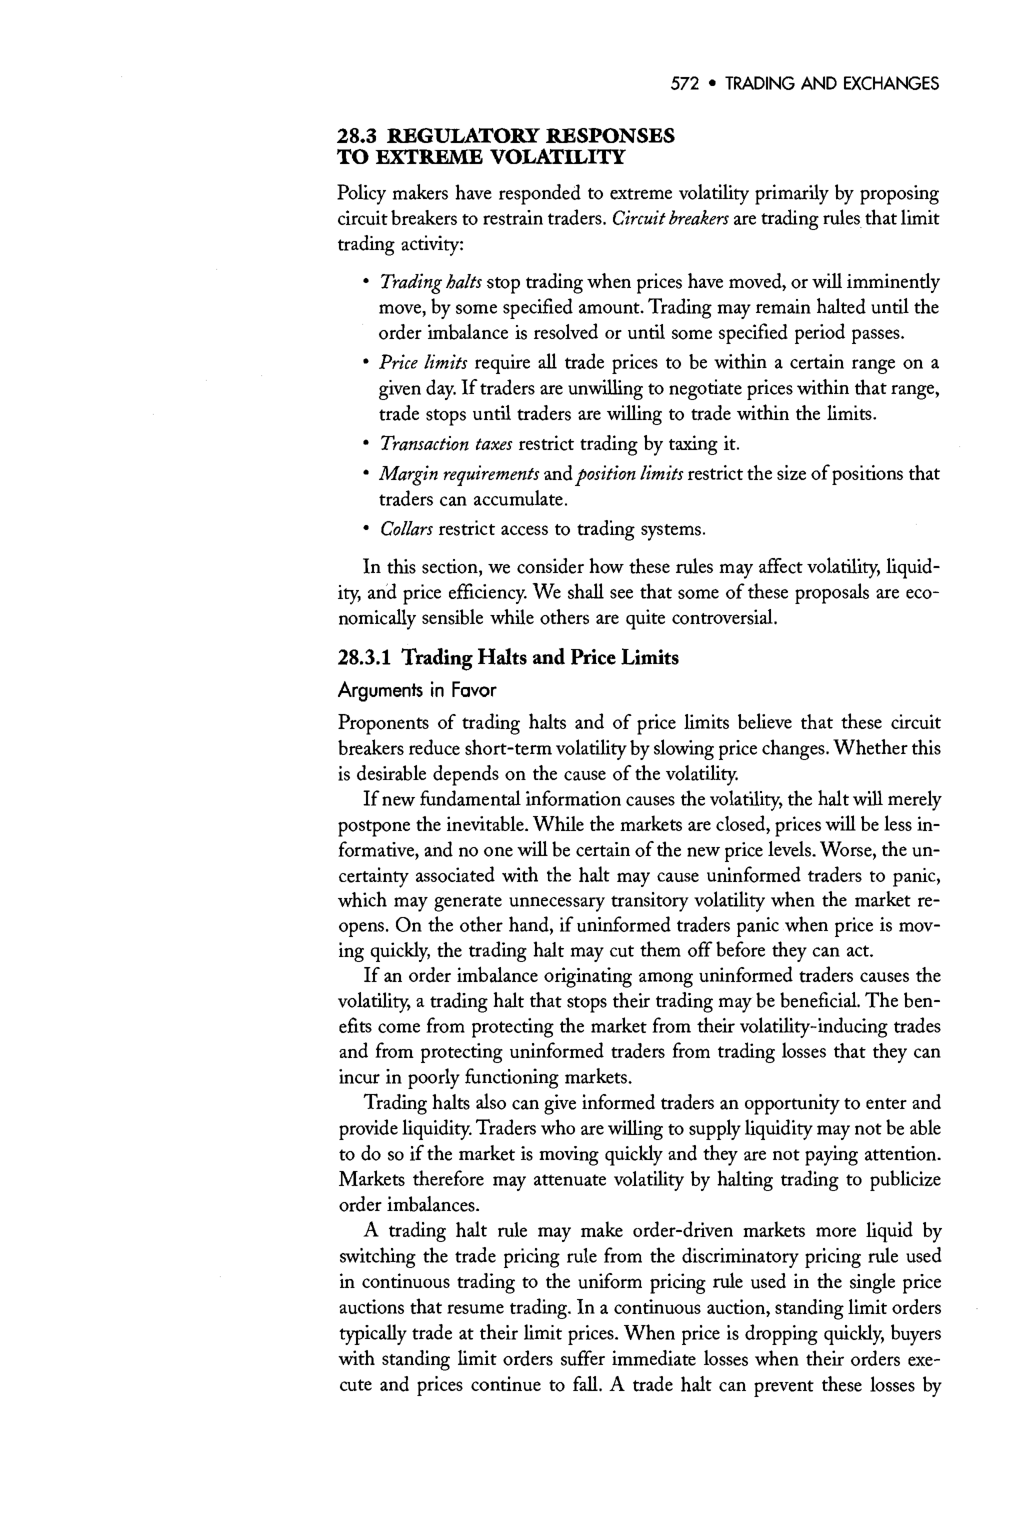 572 • TRADING AND EXCHANGES
28.3 REGULATORY RESPONSES
TO EXTREME VOLATILITY
Policy makers have responded to extreme volatility primarily by proposing
circuit breakers to restrain traders. Circuit breakers are trading rules that limit
trading activity:
• Trading halts stop trading when prices have moved, or will imminently
move, by some specified amount. Trading may remain halted until the
order imbalance is resolved or until some specified period passes.
• Price limits require all trade prices to be within a certain range on a
given day. If traders are unwilling to negotiate prices within that range,
trade stops until traders are willing to trade within the limits.
• Transaction taxes restrict trading by taxing it.
• Margin requirements and position limits restrict the size of positions that
traders can accumulate.
• Collars restrict access to trading systems.
In this section, we consider how these rules may affect volatility, liquid-
ity, and price efficiency. We shall see that some of these proposals are eco-
nomically sensible while others are quite controversial.
28.3.1 Trading Halts and Price Limits
Arguments in Favor
Proponents of trading halts and of price limits believe that these circuit
breakers reduce short-term volatility by slowing price changes. Whether this
is desirable depends on the cause of the volatility.
If new fundamental information causes the volatility, the halt will merely
postpone the inevitable. While the markets are closed, prices will be less in-
formative, and no one will be certain of the new price levels. Worse, the un-
certainty associated with the halt may cause uninformed traders to panic,
which may generate unnecessary transitory volatility when the market re-
opens. On the other hand, if uninformed traders panic when price is mov-
ing quickly, the trading halt may cut them off before they can act.
If an order imbalance originating among uninformed traders causes the
volatility, a trading halt that stops their trading may be beneficial. The ben-
efits come from protecting the market from their volatility-inducing trades
and from protecting uninformed traders from trading losses that they can
incur in poorly functioning markets.
Trading halts also can give informed traders an opportunity to enter and
provide liquidity. Traders who are willing to supply liquidity may not be able
to do so if the market is moving quickly and they are not paying attention.
Markets therefore may attenuate volatility by halting trading to publicize
order imbalances.
A trading halt rule may make order-driven markets more liquid by
switching the trade pricing rule from the discriminatory pricing rule used
in continuous trading to the uniform pricing rule used in the single price
auctions that resume trading. In a continuous auction, standing limit orders
typically trade at their limit prices. When price is dropping quickly, buyers
with standing limit orders suffer immediate losses when their orders exe-
cute and prices continue to fall. A trade halt can prevent these losses by